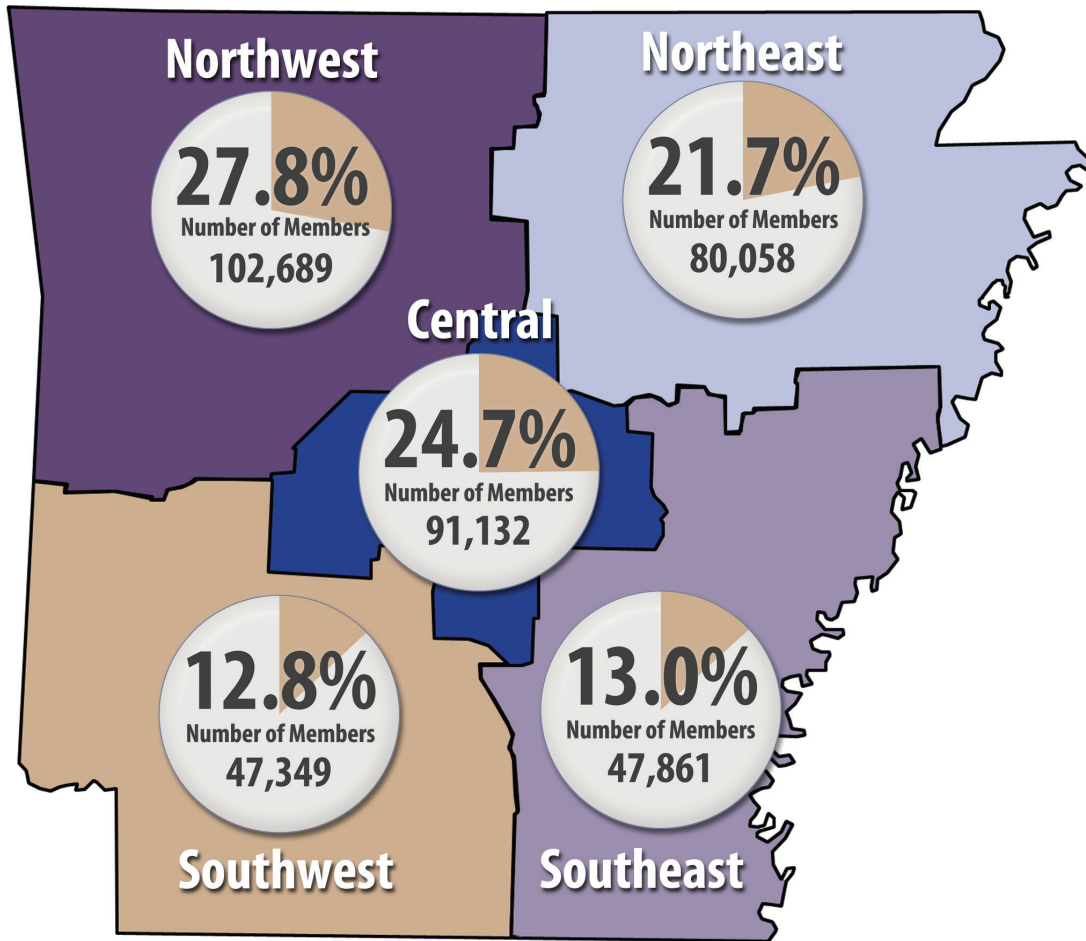 Northwest
27.8%
Number of Members
102,689
Northeast
21.7%
Number of Members
80,058
Central
24.7%
Number of Members
91,132
12.8%
Number of Members
47,349
Southwest
13.0%
Number of Members
47,861
Southeast